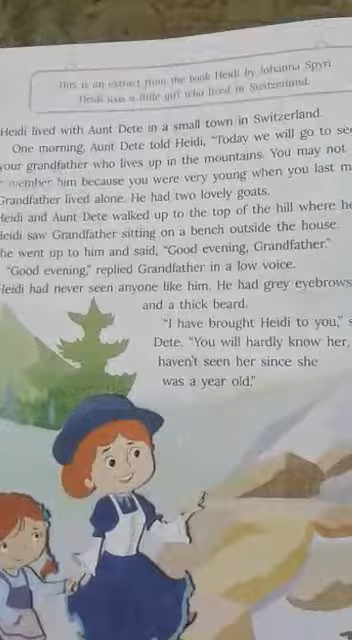 This is an extract from the book Heidi by Johanna Spyri.
Heidi was a little girl who lived in Switzerland.
Heidi lived with Aunt Dete in a small town in Switzerland.
One morning, Aunt Dete told Heidi, “Today we will go to see
your grandfather who lives up in the mountains. You may not
member him because you were very young when you last m
Grandfather lived alone. He had two lovely goats.
Heidi and Aunt Dete walked up to the top of the hill where he
Heidi saw Grandfather sitting on a bench outside the house.
he went up to him and said, “Good evening, Grandfather.”
“Good evening,” replied Grandfather in a low voice.
Heidi had never seen anyone like him. He had grey eyebrows
and a thick beard.
“I have brought Heidi to you,” s
Dete. “You will hardly know her,
haven't seen her since she
was a year old.”